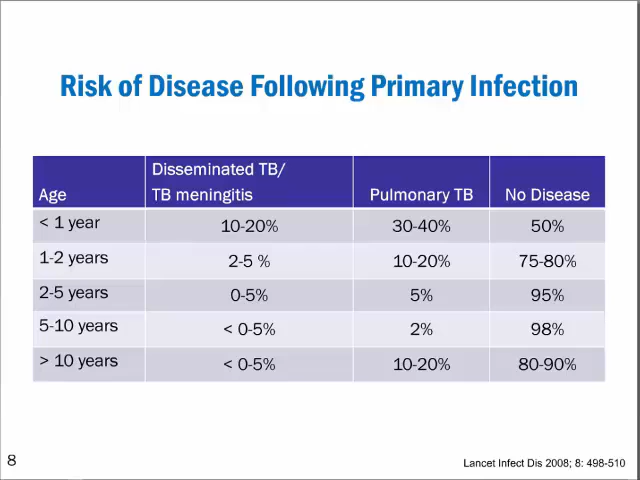 Risk of Disease Following Primary Infection
Disseminated TB/
Age TB meningitis Pulmonary TB No Disease
< 1 year 10-20% 30-40% 50%
1-2 years 2-5 % 10-20% 75-80%
2-5 years 0-5% 5% 95%
5-10 years < 0-5% 2% 98%
> 10 years < 0-5% 10-20% 80-90%
8
Lancet Infect Dis 2008; 8: 498-510